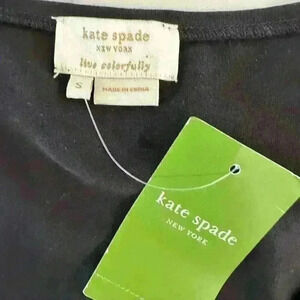 kate spade
NEW YORK
live colorfully
S
MADE IN CHINA
kate spade
NEW YORK